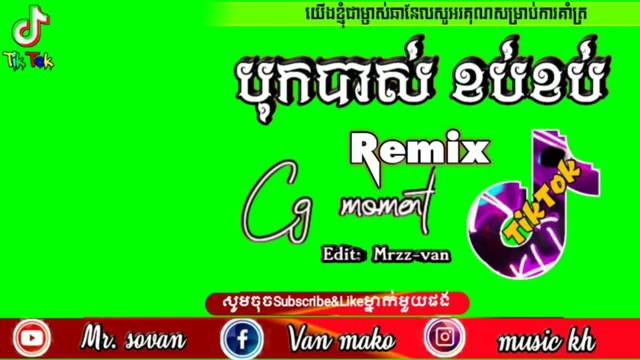 យើងខ្ញុំជាម្ចាស់ឆានែលសូមអរគុណសម្រាប់ការគាំទ្រ
Tik Tok
បុកបាស់ ខប់ខប់
Remix
Cg moment
TikTok
Edit: Mrzz-van
សូមចុចSubscribe&Likeម្នាក់មួយផង
Mr. sovan
Van mako
music kh